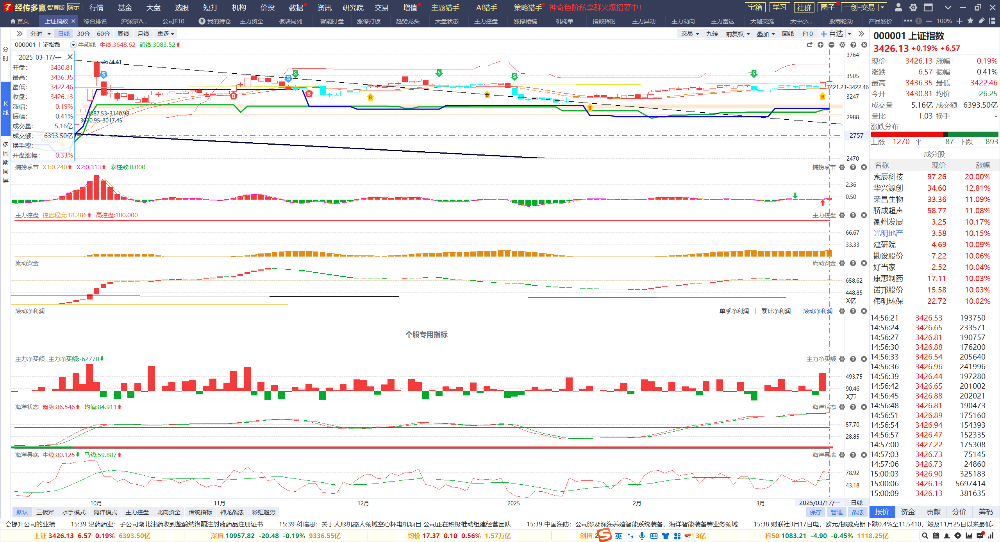 经传多赢 智尊版 演示 行情 基金 大盘 选股 短打 机构 价投 数据 资讯 研究院 交易 增值 主题猎手 AI猎手 策略猎手 神奇色阶私享群火爆招募中！ 宝箱 学习 社群 圈子 一创-交易
首页 上证指数 综合排名 沪深京A... 公司F10 我的持仓 主力资金 板块同列 智能盯盘 涨停打板 趋势龙头 大盘状态 主力控盘 涨停棱镜 机构单 指数择时 主力异动 主力动向 主力雷达 大咖交流 大中小... 股商轮动 产品涨价 100%
分时 日线 30分 60分 周线 月线 更多 交易 九转 前复权 叠加 画线 F10 自选
分时
K线
多周期同屏
000001 上证指数 牛熊线 牛线:3648.62 熊线:3083.52
2025-03-17/一
开盘: 3430.81
最高: 3436.35
最低: 3422.46
收盘: 3426.13
涨幅: 0.19%
振幅: 0.41%
成交量: 5.16亿
成交额: 6393.50亿
换手率: -
开盘涨幅: 0.33%
3674.41
3087.53-3140.98
3000.95-3017.45
2689.70
3421.23-3422.46
3764
3505
3247
2988
2757
2470
捕捞季节 X1:0.240 X2:0.313 彩柱数:0.000 捕捞季节
2.36
0.50
主力控盘 控盘程度:18.286 高控盘:100.000 主力控盘
66.67
33.33
流动资金 流动资金
658.62
448.85
X亿
滚动净利润 单季净利润 | 累计净利润 | 滚动净利润
个股专用指标
主力净买额 主力净买额:-62770 主力净买额
493.75
90.46
X万
海洋状态 趋势:86.546 均值:84.911 海洋状态
57.70
28.85
海洋寻底 牛线:80.125 马线:59.887 海洋寻底
78.92
43.18
10月 11月 12月 2025 2月 3月 2025/03/17/一 日线
默认 三板斧 水手模式 海洋模式 主力控盘 北向资金 传统指标 神龙战法 彩虹趋势 保存 管理 战法
000001 上证指数
3426.13 +0.19% +6.57
现价 3426.13 涨幅 0.19%
涨跌 6.57 振幅 0.41%
最高 3436.35 最低 3422.46
今开 3430.81 均价 26.25
成交量 5.16亿 成交额 6393.50亿
量比 1.03 换手 -
涨跌分布
上涨 1270 平 87 下跌 893
成分股
名称 现价 涨幅
索辰科技 97.26 20.00%
华兴源创 34.60 12.81%
荣昌生物 33.36 11.09%
骄成超声 58.77 11.08%
衢州发展 3.25 10.17%
光明地产 3.58 10.15%
建研院 4.69 10.09%
勘设股份 7.22 10.06%
好当家 2.52 10.04%
康惠制药 17.11 10.03%
诺邦股份 15.58 10.03%
伟明环保 22.72 10.02%
14:56:21 3426.53 193750
14:56:24 3426.65 233571
14:56:27 3426.81 190757
14:56:30 3426.88 176200
14:56:33 3426.54 205640
14:56:36 3426.96 241996
14:56:39 3426.44 197280
14:56:42 3426.65 201002
14:56:45 3426.88 202021
14:56:48 3426.81 190473
14:56:51 3426.89 175160
14:56:54 3426.94 154393
14:56:57 3426.47 152335
14:57:00 3427.22 175308
14:57:03 3426.73 75145
14:57:06 3426.73 24860
15:00:03 3426.90 325183
15:00:06 3426.13 5697414
15:00:09 3426.13 381635
报价 资金 贡献 分价 筹码
会提升公司的业绩 15:39 津药药业：子公司湖北津药收到盐酸纳洛酮注射液药品注册证书 15:39 科瑞思：关于人形机器人领域空心杯电机项目 公司正在积极推动组建经营团队 15:39 中国海防：公司涉及深海养殖智能系统装备、海洋智能装备等业务领域 15:38 财联社3月17日电，欧元/挪威克朗下跌0.4%至11.5410，触及11月25日以来最低
上证 3426.13 6.57 0.19% 6393.50亿 深指 10957.82 -20.48 -0.19% 9336.55亿 均价 17.37 0.10 0.56% 1.57万亿 创指 2 英 3亿 科50 1083.21 -4.90 -0.45% 1118.25亿